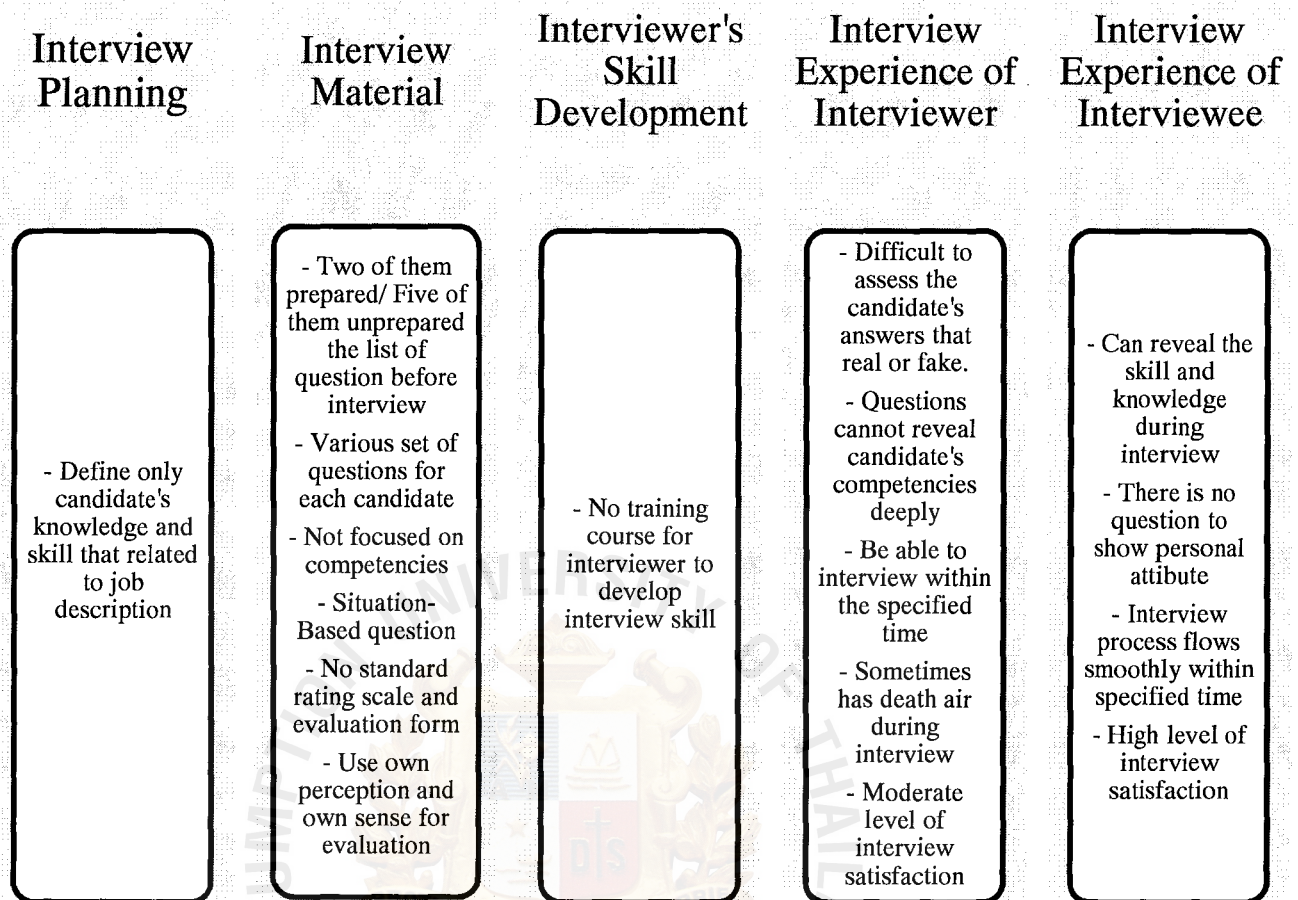 Interview
Planning
Interview
Material
Interviewer's
Skill
Development
Interview
Experience of
Interviewer
Interview
Experience of
Interviewee
- Define only
candidate's
knowledge and
skill that related
to job
description
- Two of them
prepared/ Five of
them unprepared
the list of
question before
interview
- Various set of
questions for
each candidate
- Not focused on
competencies
- Situation-
Based question
- No standard
rating scale and
evaluation form
- Use own
perception and
own sense for
evaluation
- No training
course for
interviewer to
develop
interview skill
- Difficult to
assess the
candidate's
answers that
real or fake.
- Questions
cannot reveal
candidate's
competencies
deeply
- Be able to
interview within
the specified
time
- Sometimes
has death air
during
interview
- Moderate
level of
interview
satisfaction
- Can reveal the
skill and
knowledge
during
interview
- There is no
question to
show personal
attibute
- Interview
process flows
smoothly within
specified time
- High level of
interview
satisfaction
UMPTION UNIVERSITY OF THAIL
DS